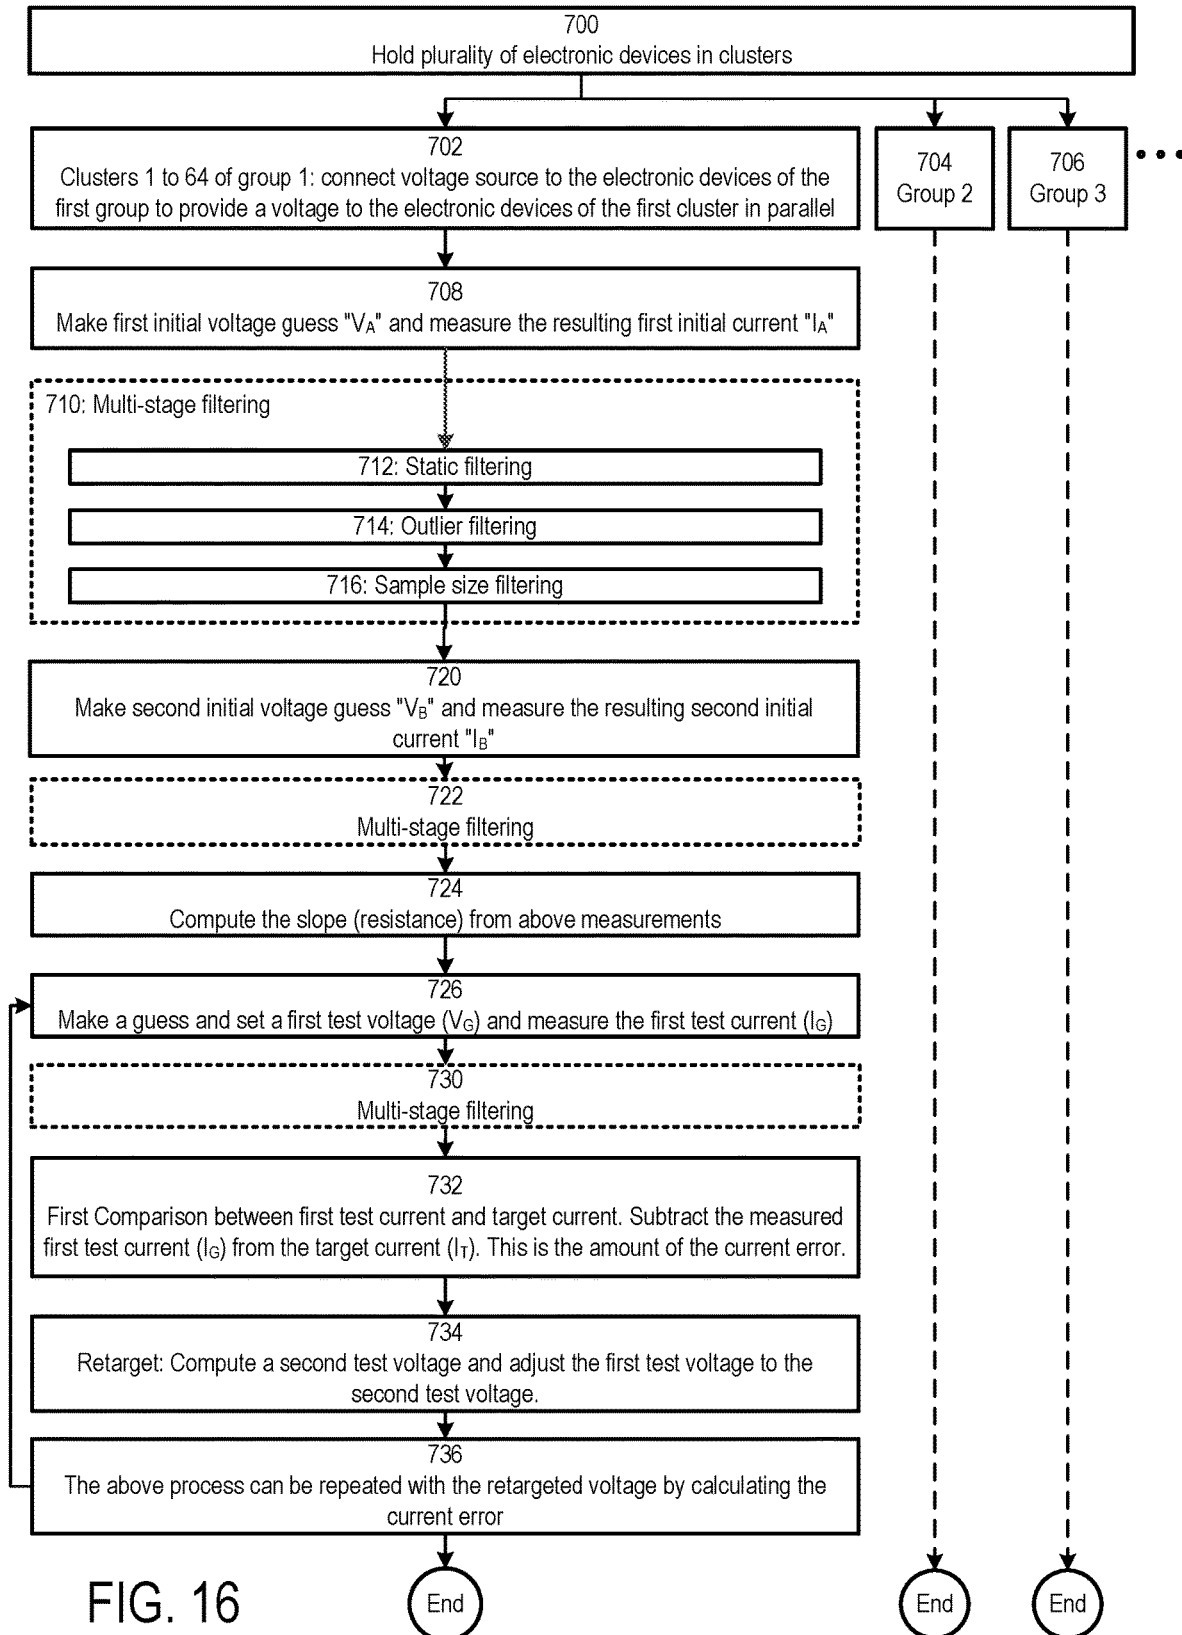 700
Hold plurality of electronic devices in clusters
702
Clusters 1 to 64 of group 1: connect voltage source to the electronic devices of the
first group to provide a voltage to the electronic devices of the first cluster in parallel
704
Group 2
706
Group 3
708
Make first initial voltage guess "VA" and measure the resulting first initial current "IA"
710: Multi-stage filtering
712: Static filtering
714: Outlier filtering
716: Sample size filtering
720
Make second initial voltage guess "VB" and measure the resulting second initial
current "IB"
722
Multi-stage filtering
724
Compute the slope (resistance) from above measurements
726
Make a guess and set a first test voltage (VG) and measure the first test current (IG)
730
Multi-stage filtering
732
First Comparison between first test current and target current. Subtract the measured
first test current (IG) from the target current (IT). This is the amount of the current error.
734
Retarget: Compute a second test voltage and adjust the first test voltage to the
second test voltage.
736
The above process can be repeated with the retargeted voltage by calculating the
current error
FIG. 16
End
End
End